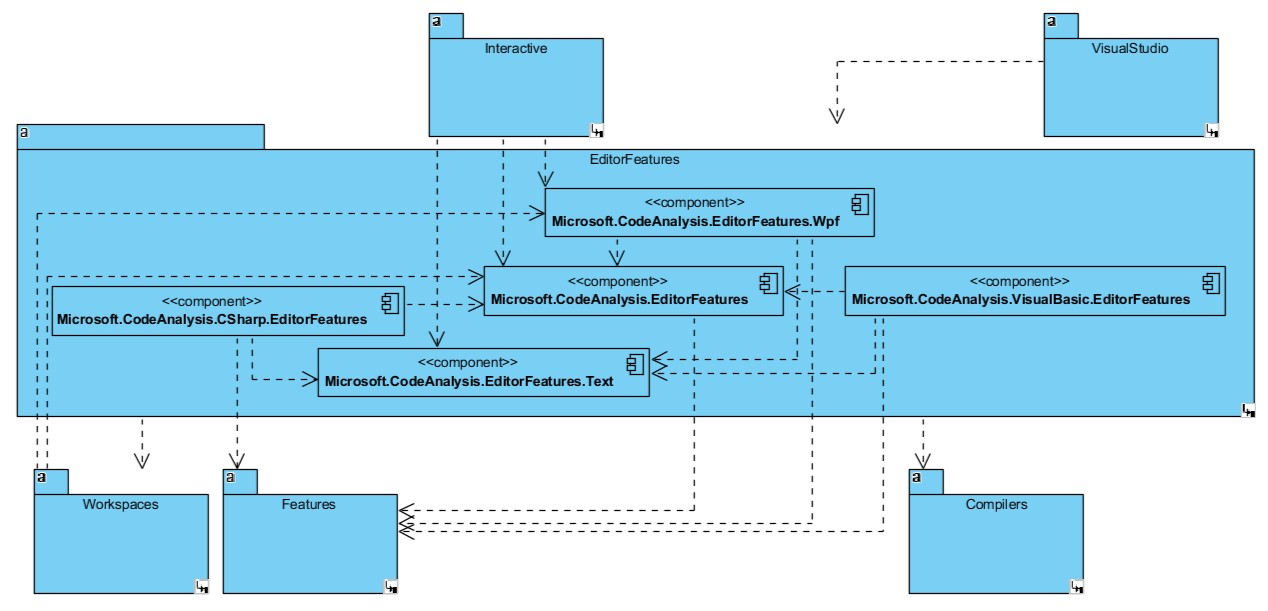 a
Interactive
a
VisualStudio
a
EditorFeatures
<<component>>
Microsoft.CodeAnalysis.EditorFeatures.Wpf
<<component>>
Microsoft.CodeAnalysis.EditorFeatures
<<component>>
Microsoft.CodeAnalysis.VisualBasic.EditorFeatures
<<component>>
Microsoft.CodeAnalysis.CSharp.EditorFeatures
<<component>>
Microsoft.CodeAnalysis.EditorFeatures.Text
a
Workspaces
a
Features
a
Compilers